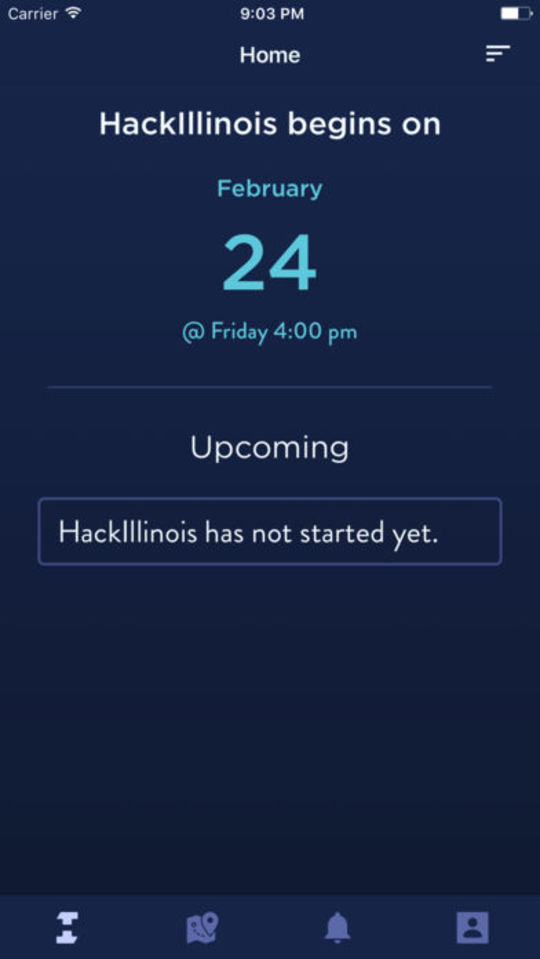 Carrier 9:03 PM
Home
HackIllinois begins on
February
24
@ Friday 4:00 pm
Upcoming
HackIllinois has not started yet.